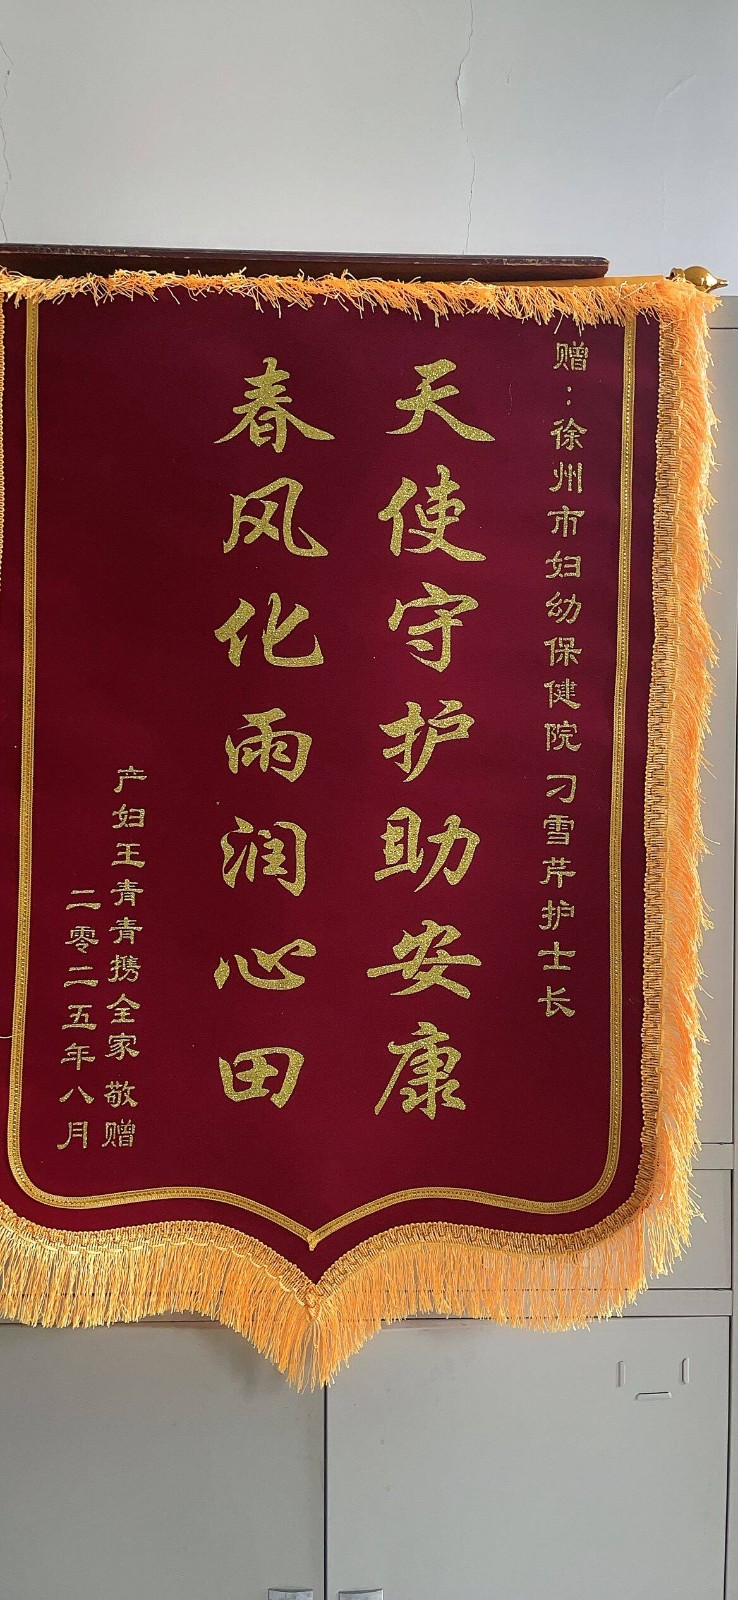 赠：徐州市妇幼保健院刁雪芹护士长
天使守护助安康
春风化雨润心田
产妇王青青携全家 敬赠
二零二五年八月